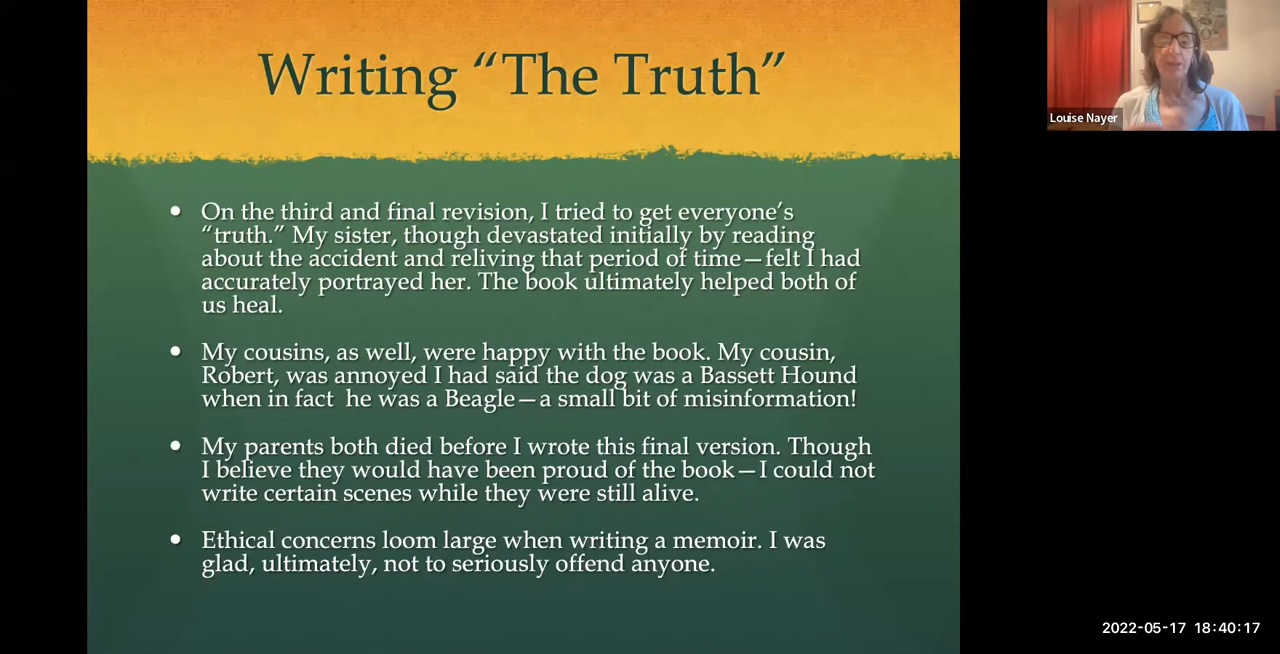 Writing “The Truth”
• On the third and final revision, I tried to get everyone’s
“truth.” My sister, though devastated initially by reading
about the accident and reliving that period of time—felt I had
accurately portrayed her. The book ultimately helped both of
us heal.
• My cousins, as well, were happy with the book. My cousin,
Robert, was annoyed I had said the dog was a Bassett Hound
when in fact  he was a Beagle—a small bit of misinformation!
• My parents both died before I wrote this final version. Though
I believe they would have been proud of the book—I could not
write certain scenes while they were still alive.
• Ethical concerns loom large when writing a memoir. I was
glad, ultimately, not to seriously offend anyone.
Louise Nayer
2022-05-17 18:40:17